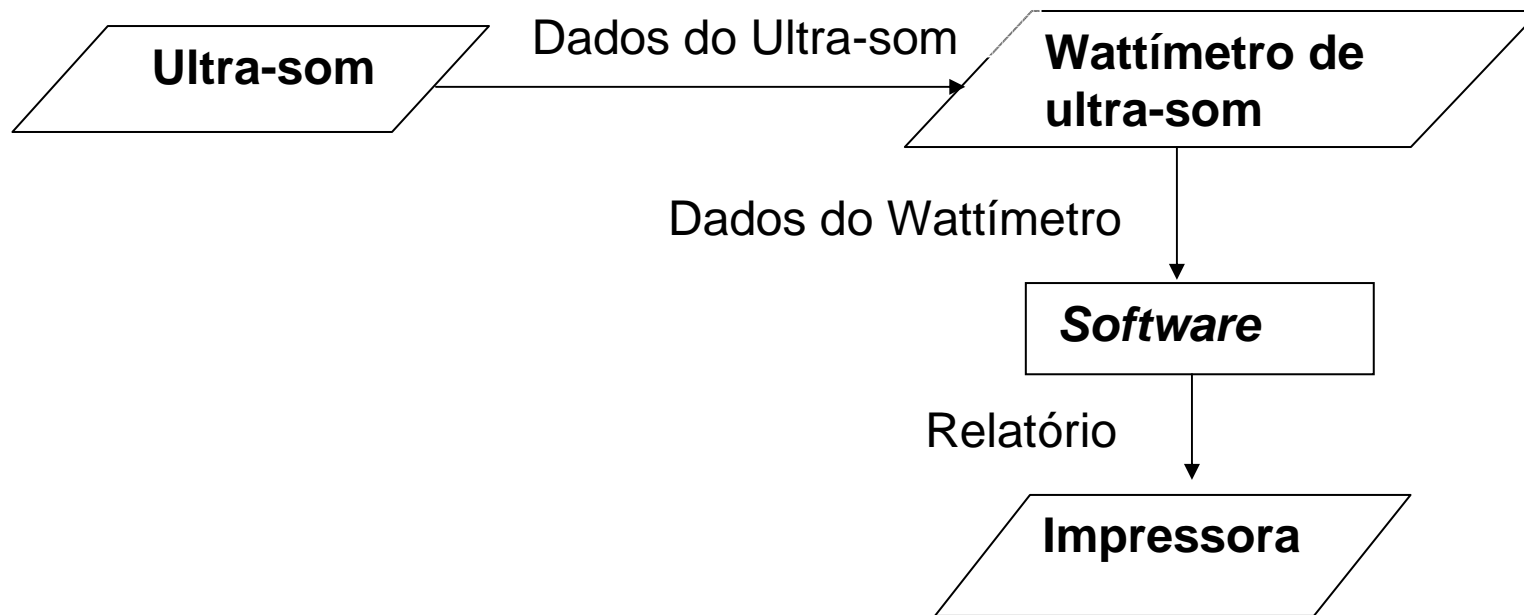 Ultra-som
Dados do Ultra-som
Wattímetro de
ultra-som
Dados do Wattímetro
Software
Relatório
Impressora